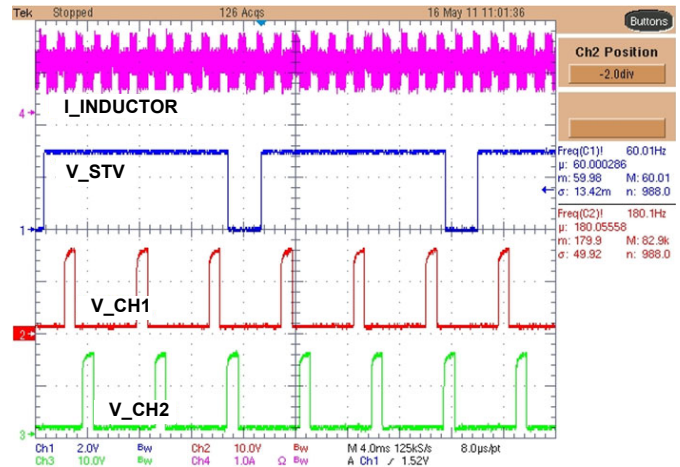 Tek Stopped 126 Acqs 16 May 11 11:01:36
Buttons
Ch2 Position
-2.0div
I_INDUCTOR
4
V_STV
1
Freq(C1)! 60.01Hz
µ: 60.000286
m: 59.98 M: 60.01
σ: 13.42m n: 988.0
Freq(C2)! 180.1Hz
µ: 180.05558
m: 179.9 M: 82.9k
σ: 49.92 n: 988.0
V_CH1
2
V_CH2
3
Ch1 2.0V Bw Ch2 10.0V Bw M 4.0ms 125kS/s 8.0µs/pt
Ch3 10.0V Bw Ch4 1.0A Ω Bw A Ch1 / 1.52V